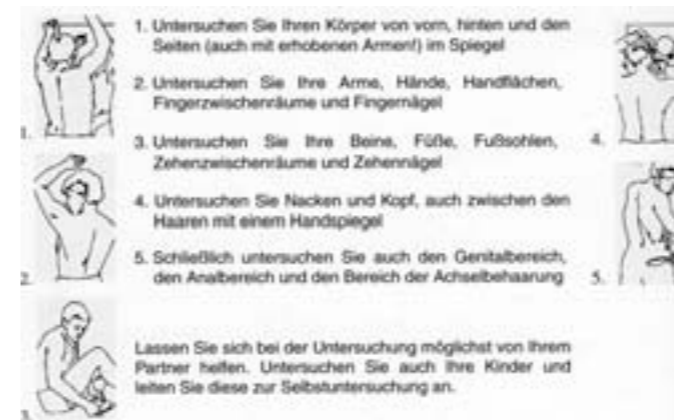 1. Untersuchen Sie Ihren Körper von vorn, hinten und den
Seiten (auch mit erhobenen Armen!) im Spiegel
2. Untersuchen Sie Ihre Arme, Hände, Handflächen,
Fingerzwischenräume und Fingernägel
3. Untersuchen Sie Ihre Beine, Füße, Fußsohlen,
Zehenzwischenräume und Zehennägel
4. Untersuchen Sie Nacken und Kopf, auch zwischen den
Haaren mit einem Handspiegel
5. Schließlich untersuchen Sie auch den Genitalbereich,
den Analbereich und den Bereich der Achselbehaarung
Lassen Sie sich bei der Untersuchung möglichst von Ihrem
Partner helfen. Untersuchen Sie auch Ihre Kinder und
leiten Sie diese zur Selbstuntersuchung an.
1.
2.
3.
4.
5.